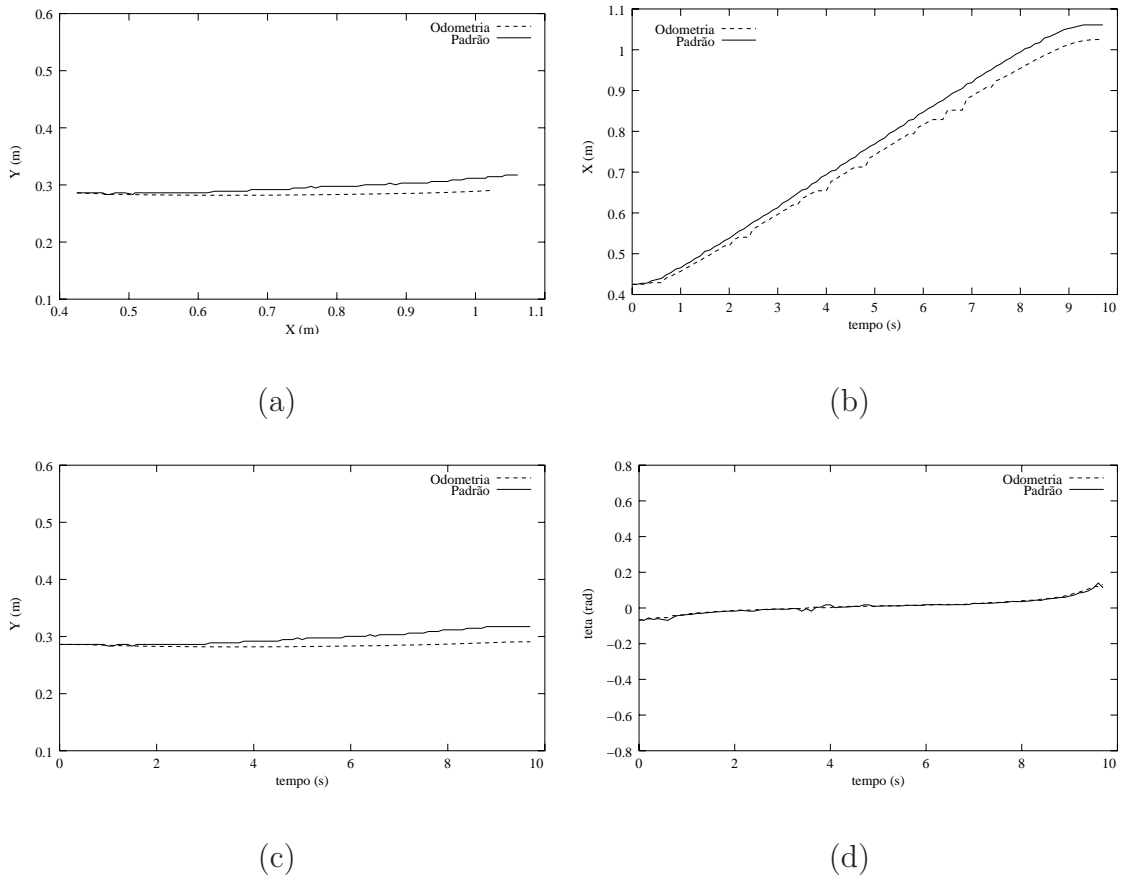 0.6
0.5
0.4
0.3
0.2
0.1
Y (m)
Odometria
Padrão
0.4 0.5 0.6 0.7 0.8 0.9 1 1.1
X (m)
(a)
1.1
1
0.9
0.8
0.7
0.6
0.5
0.4
X (m)
Odometria
Padrão
0 1 2 3 4 5 6 7 8 9 10
tempo (s)
(b)
0.6
0.5
0.4
0.3
0.2
0.1
Y (m)
Odometria
Padrão
0 2 4 6 8 10
tempo (s)
(c)
0.8
0.6
0.4
0.2
0
−0.2
−0.4
−0.6
−0.8
teta (rad)
Odometria
Padrão
0 2 4 6 8 10
tempo (s)
(d)